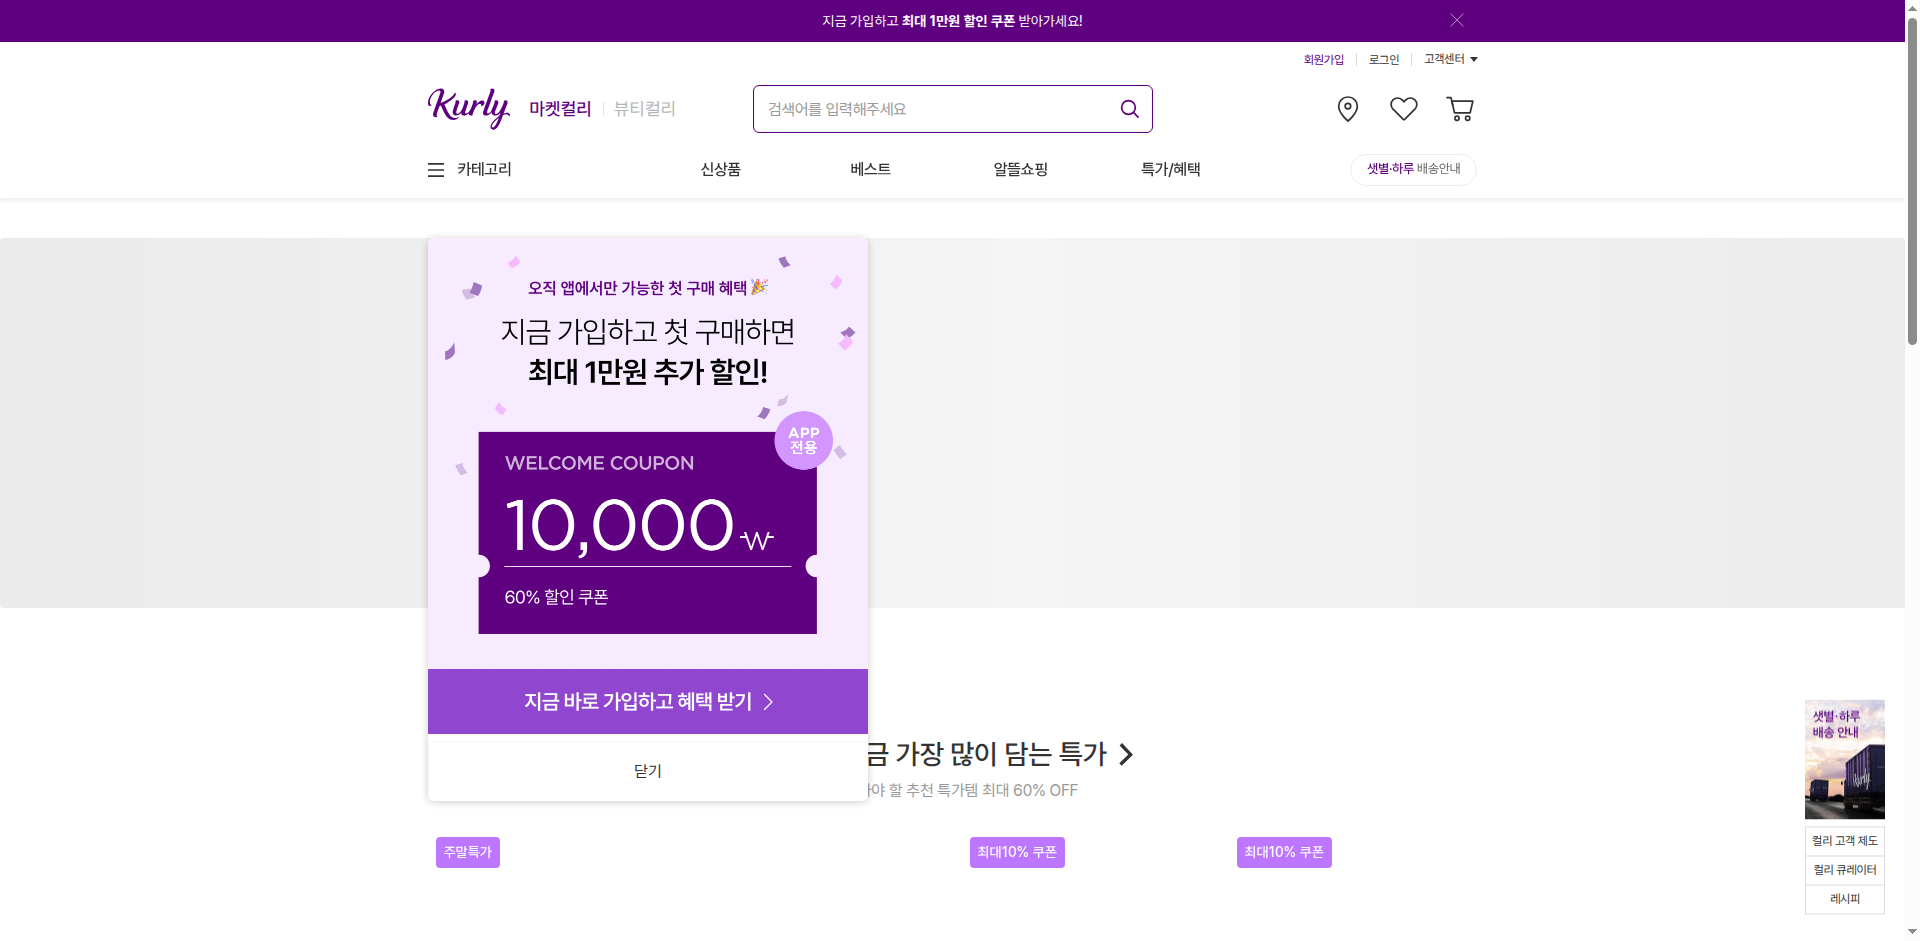 지금 가입하고 최대 1만원 할인 쿠폰 받아가세요!
회원가입
로그인
고객센터
Kurly
마켓컬리
뷰티컬리
검색어를 입력해주세요
카테고리
신상품
베스트
알뜰쇼핑
특가/혜택
샛별·하루 배송안내
오직 앱에서만 가능한 첫 구매 혜택
지금 가입하고 첫 구매하면
최대 1만원 추가 할인!
APP
전용
WELCOME COUPON
10,000₩
60% 할인 쿠폰
지금 바로 가입하고 혜택 받기
닫기
금 가장 많이 담는 특가
야 할 추천 특가템 최대 60% OFF
주말특가
최대10% 쿠폰
최대10% 쿠폰
샛별·하루
배송 안내
Kurly
컬리 고객 제도
컬리 큐레이터
레시피